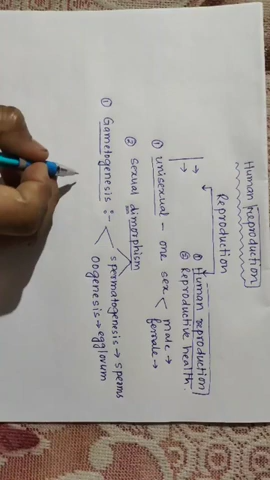 Human Reproduction
Reproduction
① Human reproduction
② Reproductive health.
① unisexual - one sex < male →
female →
② sexual dimorphism
① Gametogenesis :- < spermatogenesis → sperms
Oogenesis → egg/ovum